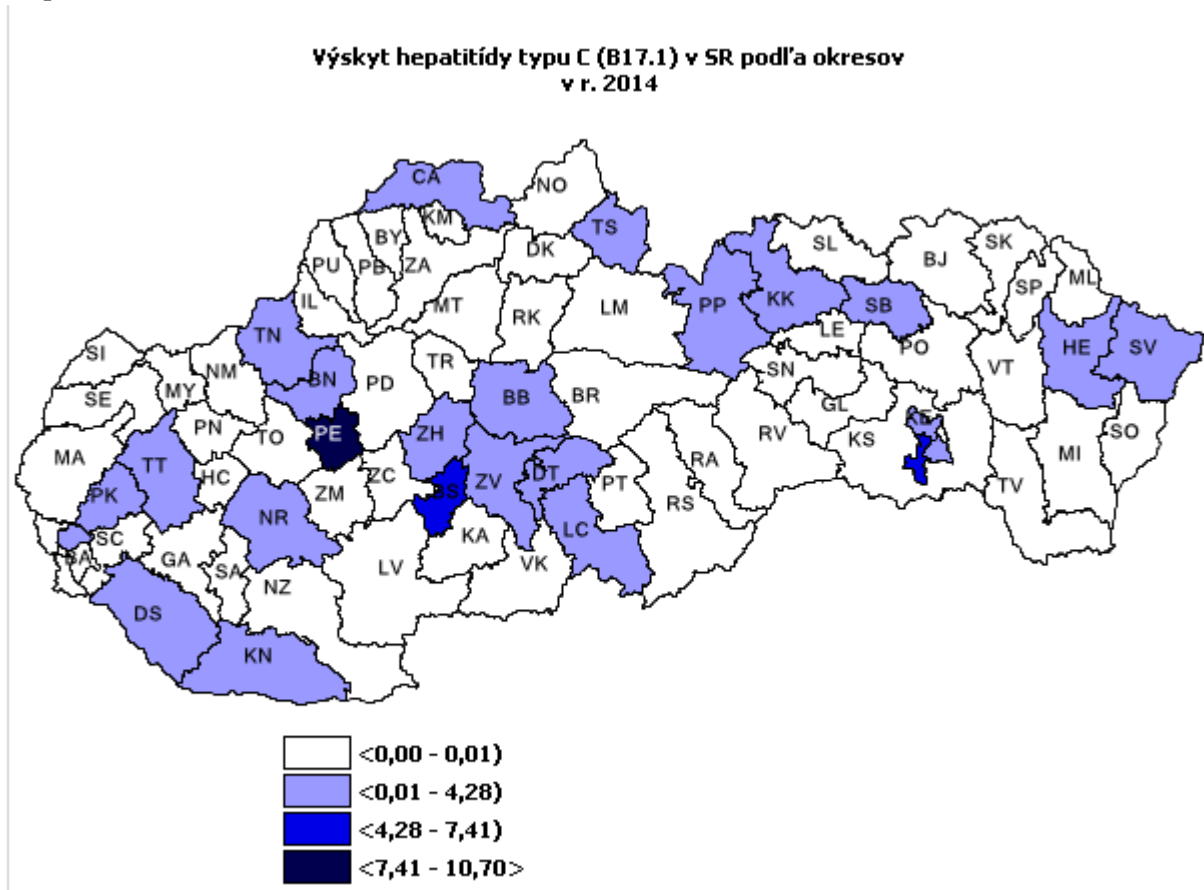 Výskyt hepatitídy typu C (B17.1) v SR podľa okresov
v r. 2014
CA
NO
KM
TS
BY
DK
SL
SK
PU
PB
ZA
BJ
ML
SP
IL
MT
RK
LM
PP
KK
SB
TN
LE
PO
HE
SV
SI
NM
BN
PD
TR
SN
VT
MY
SE
BB
BR
GL
KE
PN
TO
PE
ZH
RV
KS
SO
MA
TT
HC
ZC
ZV
DT
RA
MI
PK
ZM
BS
PT
TV
NR
LC
RS
SC
KA
BA
GA
SA
LV
VK
NZ
DS
KN
<0,00 - 0,01)
<0,01 - 4,28)
<4,28 - 7,41)
<7,41 - 10,70>